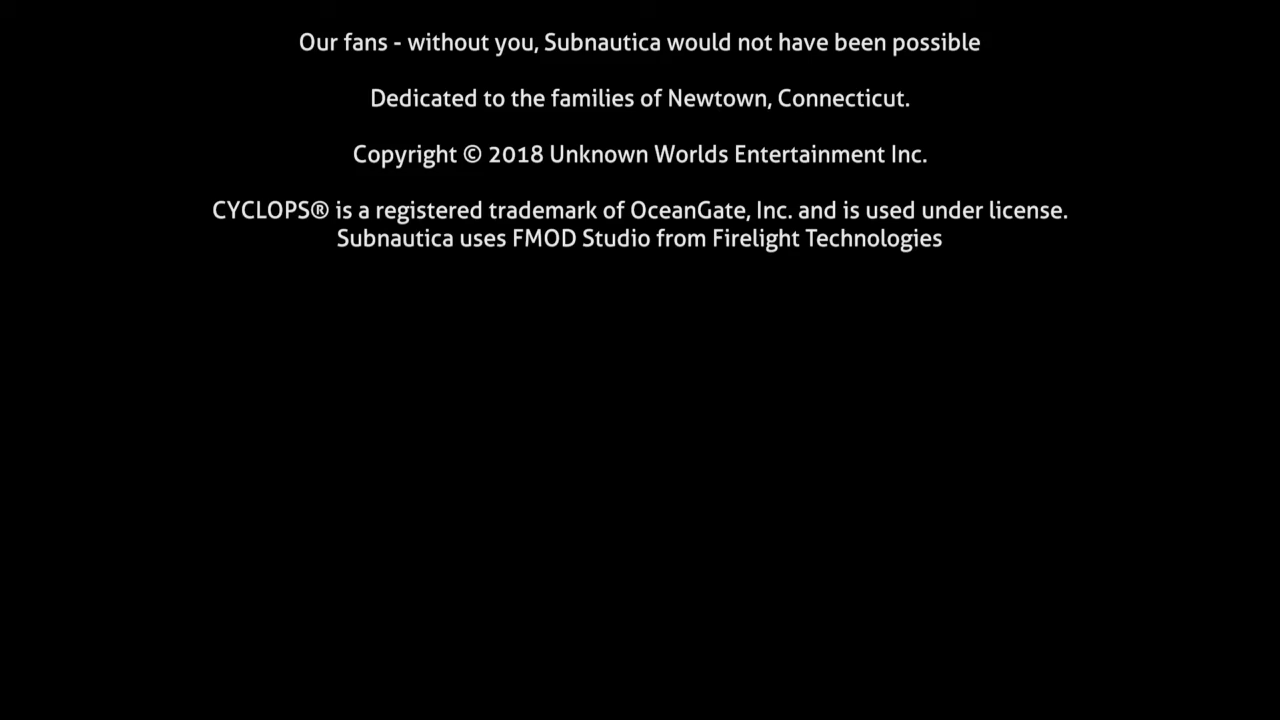 Our fans - without you, Subnautica would not have been possible
Dedicated to the families of Newtown, Connecticut.
Copyright © 2018 Unknown Worlds Entertainment Inc.
CYCLOPS® is a registered trademark of OceanGate, Inc. and is used under license.
Subnautica uses FMOD Studio from Firelight Technologies